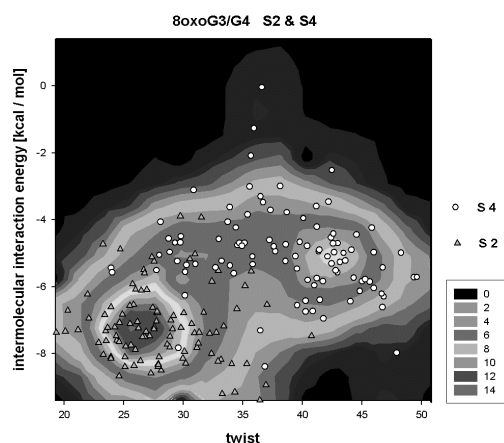 8oxoG3/G4 S2 & S4
intermolecular interaction energy [kcal / mol]
0
-2
-4
-6
-8
20 25 30 35 40 45 50
twist
S 4
S 2
0
2
4
6
8
10
12
14